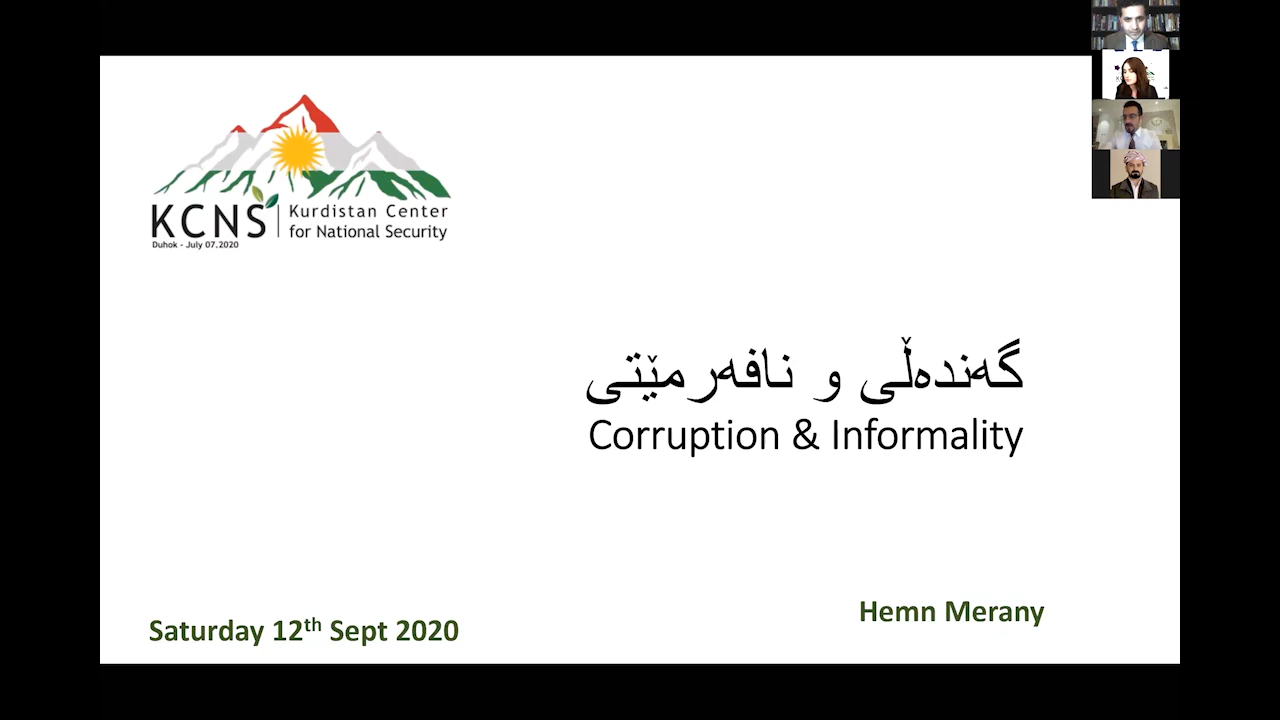 KCNS
Kurdistan Center
for National Security
Duhok - July 07.2020
گەندەڵی و نافەرمێتی
Corruption & Informality
Hemn Merany
Saturday 12th Sept 2020